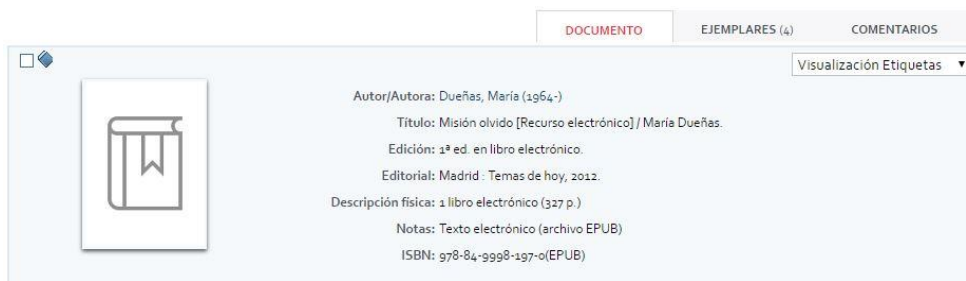 DOCUMENTO EJEMPLARES (4) COMENTARIOS
Visualización Etiquetas
Autor/Autora: Dueñas, María (1964-)
Título: Misión olvido [Recurso electrónico] / María Dueñas.
Edición: 1ª ed. en libro electrónico.
Editorial: Madrid : Temas de hoy, 2012.
Descripción física: 1 libro electrónico (327 p.)
Notas: Texto electrónico (archivo EPUB)
ISBN: 978-84-9998-197-0(EPUB)